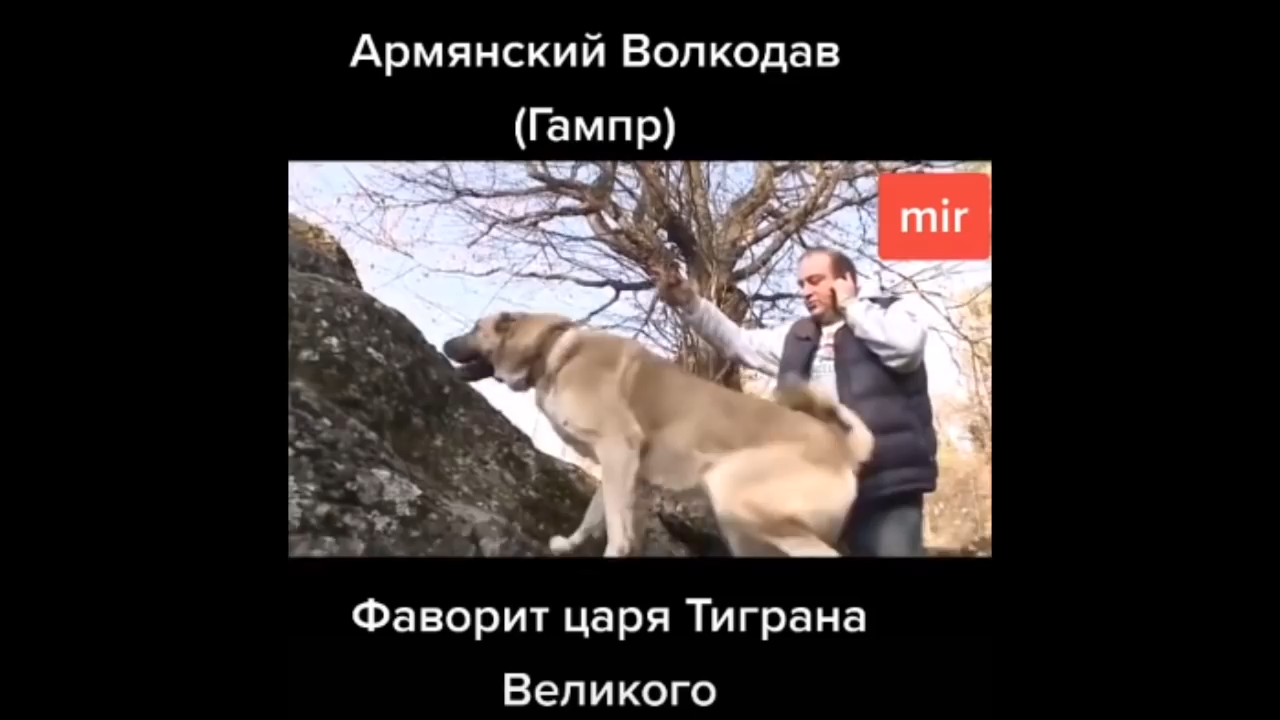 Армянский Волкодав
(Гампр)
mir
Фаворит царя Тиграна
Великого